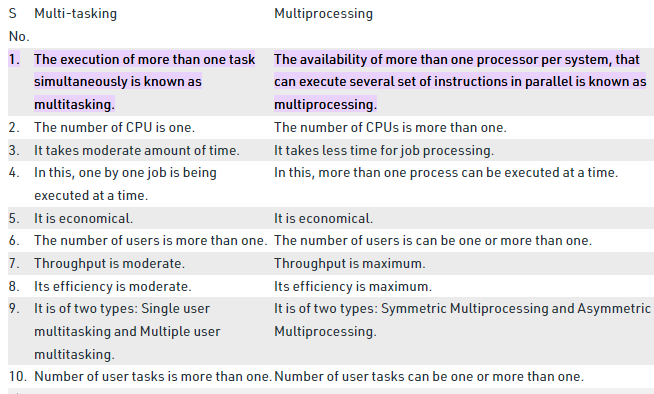 S Multi-tasking Multiprocessing
No.
1. The execution of more than one task The availability of more than one processor per system, that
simultaneously is known as can execute several set of instructions in parallel is known as
multitasking. multiprocessing.
2. The number of CPU is one. The number of CPUs is more than one.
3. It takes moderate amount of time. It takes less time for job processing.
4. In this, one by one job is being In this, more than one process can be executed at a time.
executed at a time.
5. It is economical. It is economical.
6. The number of users is more than one. The number of users is can be one or more than one.
7. Throughput is moderate. Throughput is maximum.
8. Its efficiency is moderate. Its efficiency is maximum.
9. It is of two types: Single user It is of two types: Symmetric Multiprocessing and Asymmetric
multitasking and Multiple user Multiprocessing.
multitasking.
10. Number of user tasks is more than one. Number of user tasks can be one or more than one.